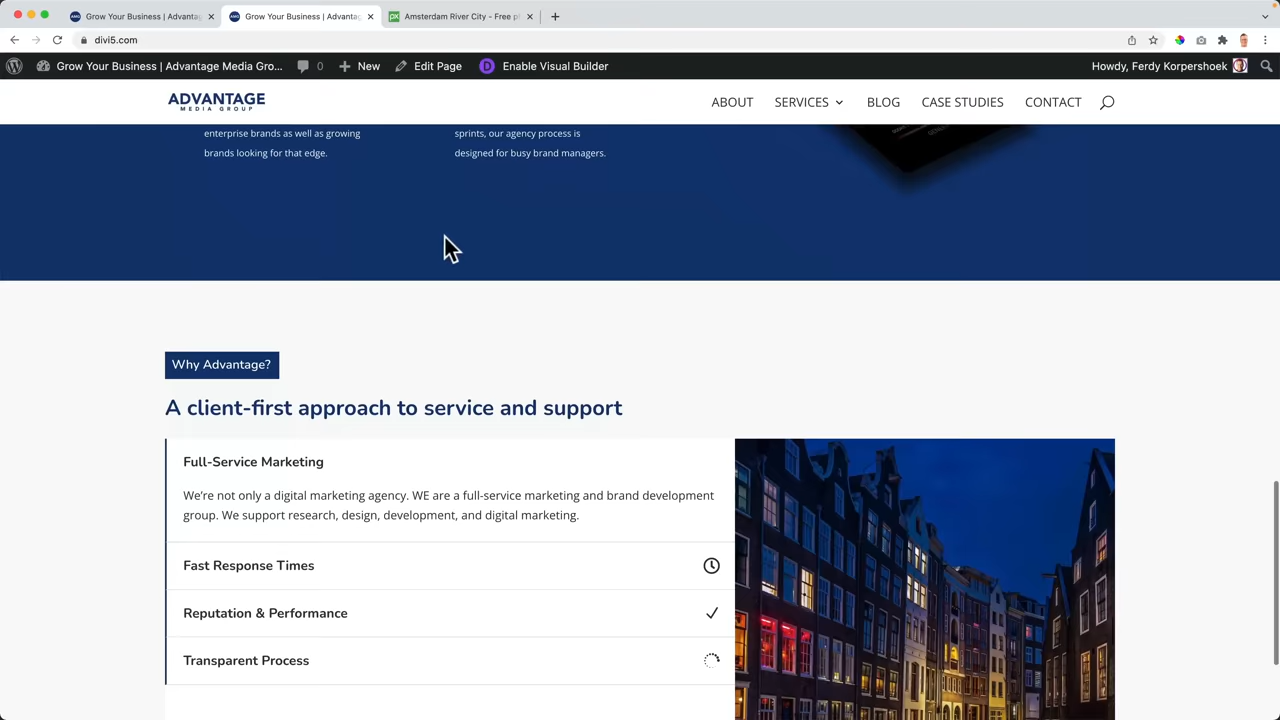 Grow Your Business | Advantag
Grow Your Business | Advantag
Amsterdam River City - Free p
divi5.com
Grow Your Business | Advantage Media Gro...
0
New
Edit Page
Enable Visual Builder
Howdy, Ferdy Korpershoek
ADVANTAGE
MEDIA GROUP
ABOUT
SERVICES
BLOG
CASE STUDIES
CONTACT
enterprise brands as well as growing
brands looking for that edge.
sprints, our agency process is
designed for busy brand managers.
Why Advantage?
A client-first approach to service and support
Full-Service Marketing
We're not only a digital marketing agency. WE are a full-service marketing and brand development
group. We support research, design, development, and digital marketing.
Fast Response Times
Reputation & Performance
Transparent Process